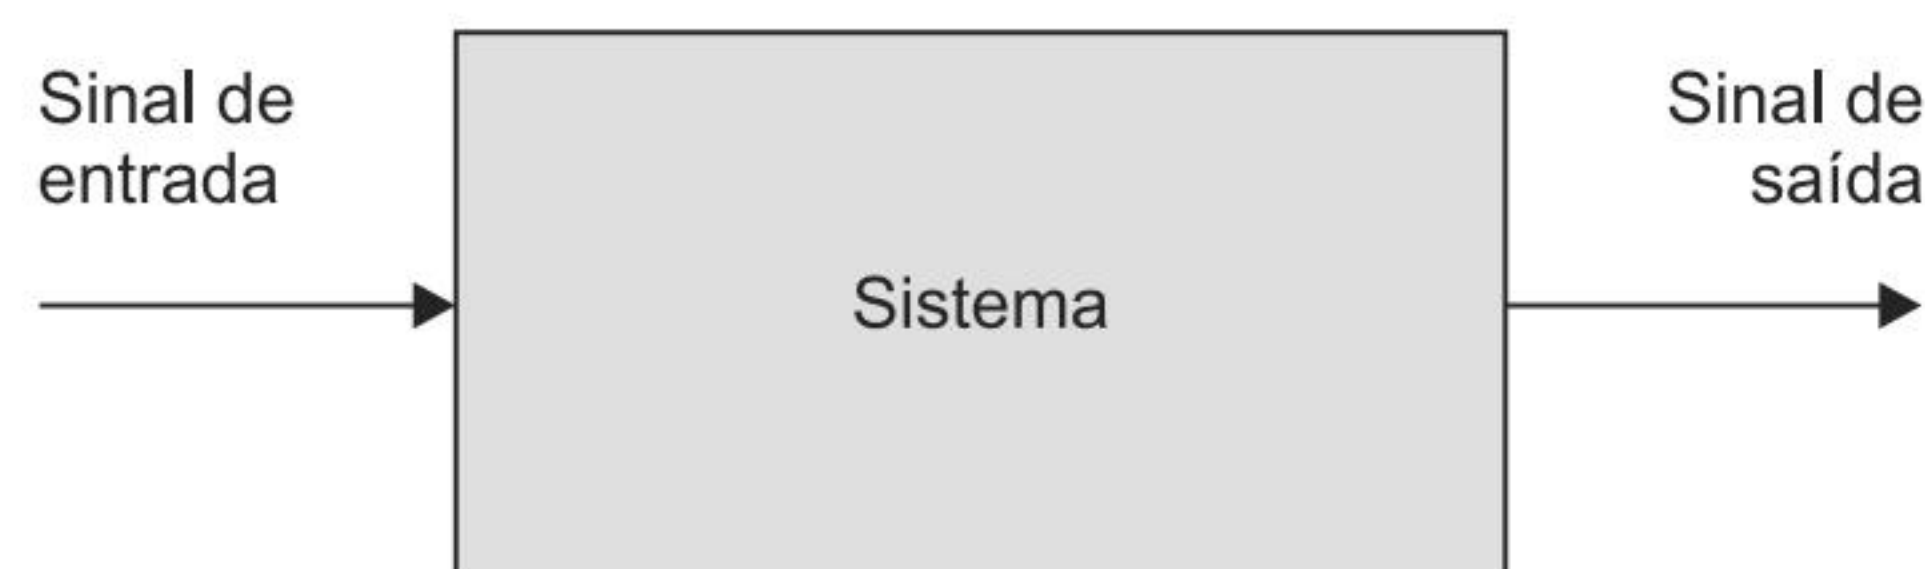 Sinal de
entrada
Sistema
Sinal de
saída